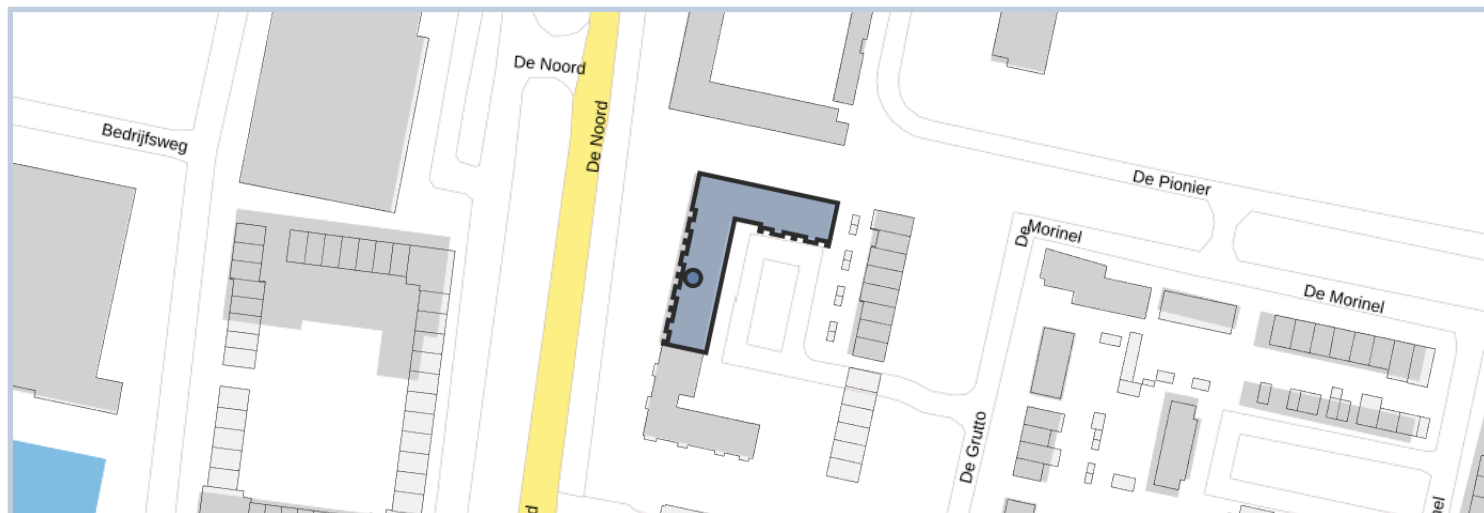 De Noord
De Noord
Bedrijfsweg
De Pionier
De Morinel
De Morinel
De Grutto